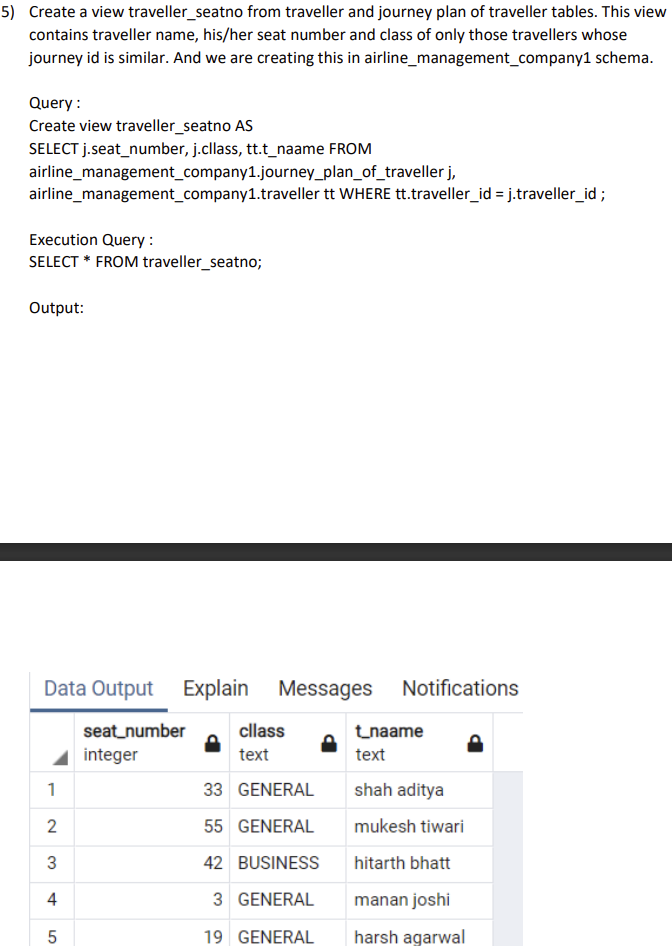 5) Create a view traveller_seatno from traveller and journey plan of traveller tables. This view
contains traveller name, his/her seat number and class of only those travellers whose
journey id is similar. And we are creating this in airline_management_company1 schema.
Query :
Create view traveller_seatno AS
SELECT j.seat_number, j.cllass, tt.t_naame FROM
airline_management_company1.journey_plan_of_traveller j,
airline_management_company1.traveller tt WHERE tt.traveller_id = j.traveller_id ;
Execution Query :
SELECT * FROM traveller_seatno;
Output:
Data Output Explain Messages Notifications
seat_number cllass t_naame
integer text text
1 33 GENERAL shah aditya
2 55 GENERAL mukesh tiwari
3 42 BUSINESS hitarth bhatt
4 3 GENERAL manan joshi
5 19 GENERAL harsh agarwal